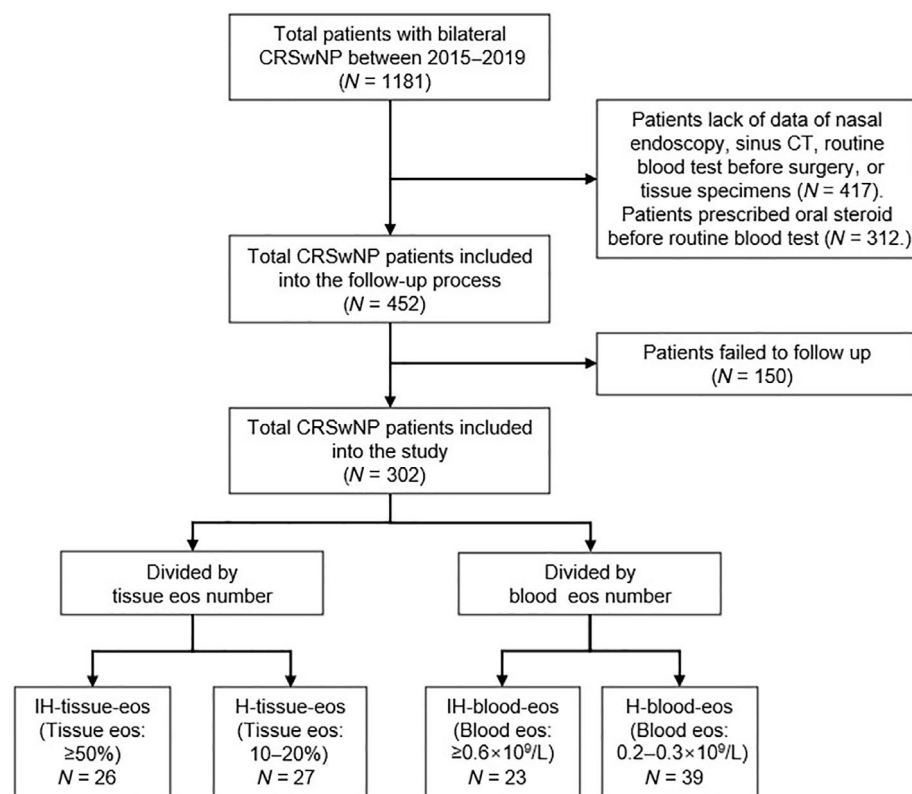 Total patients with bilateral
CRSwNP between 2015–2019
(N = 1181)
Patients lack of data of nasal
endoscopy, sinus CT, routine
blood test before surgery, or
tissue specimens (N = 417).
Patients prescribed oral steroid
before routine blood test (N = 312.)
Total CRSwNP patients included
into the follow-up process
(N = 452)
Patients failed to follow up
(N = 150)
Total CRSwNP patients included
into the study
(N = 302)
Divided by
tissue eos number
Divided by
blood eos number
IH-tissue-eos
(Tissue eos:
≥50%)
N = 26
H-tissue-eos
(Tissue eos:
10–20%)
N = 27
IH-blood-eos
(Blood eos:
≥0.6×10⁹/L)
N = 23
H-blood-eos
(Blood eos:
0.2–0.3×10⁹/L)
N = 39